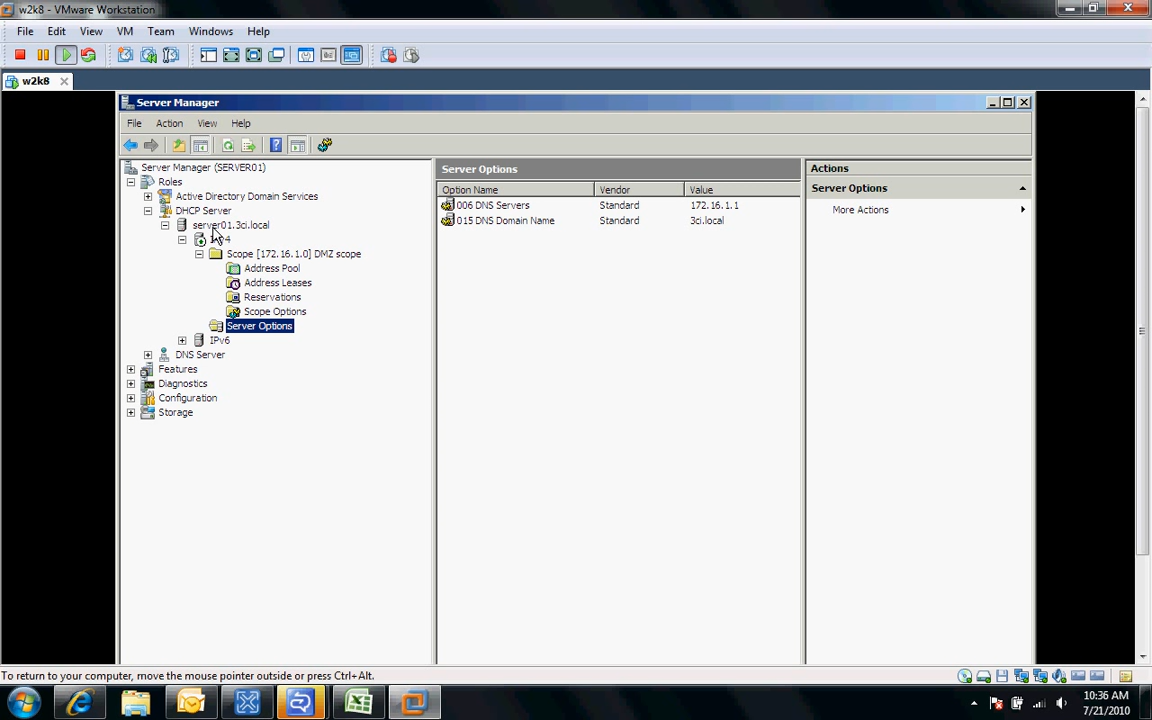 w2k8 - VMware Workstation
File Edit View VM Team Windows Help
w2k8
Server Manager
File Action View Help
Server Manager (SERVER01)
Roles
Active Directory Domain Services
DHCP Server
server01.3ci.local
Scope [172.16.1.0] DMZ scope
Address Pool
Address Leases
Reservations
Scope Options
Server Options
IPv6
DNS Server
Features
Diagnostics
Configuration
Storage
Server Options
Option Name Vendor Value
006 DNS Servers Standard 172.16.1.1
015 DNS Domain Name Standard 3ci.local
Actions
Server Options
More Actions
To return to your computer, move the mouse pointer outside or press Ctrl+Alt.
10:36 AM
7/21/2010